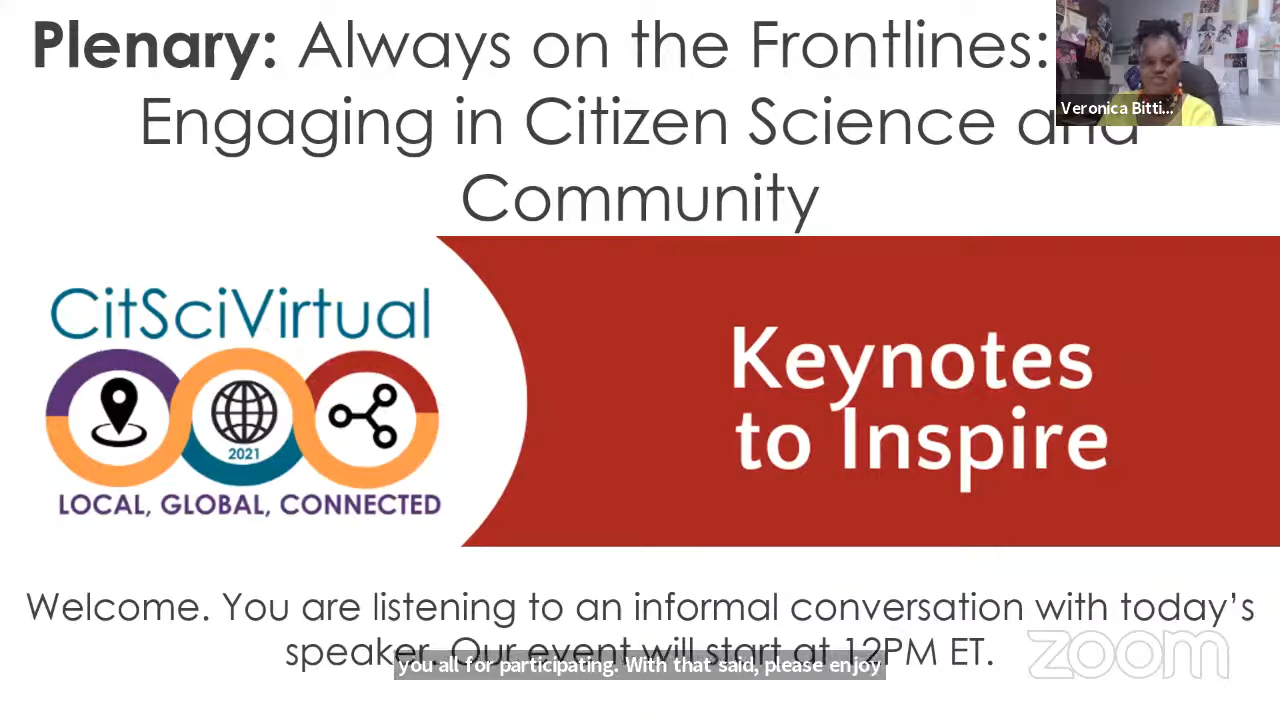 Plenary: Always on the Frontlines:
Engaging in Citizen Science and
Community
Veronica Bitti...
CitSciVirtual
2021
LOCAL, GLOBAL, CONNECTED
Keynotes
to Inspire
Welcome. You are listening to an informal conversation with today's
speaker. Our event will start at 12PM ET.
zoom
you all for participating. With that said, please enjoy